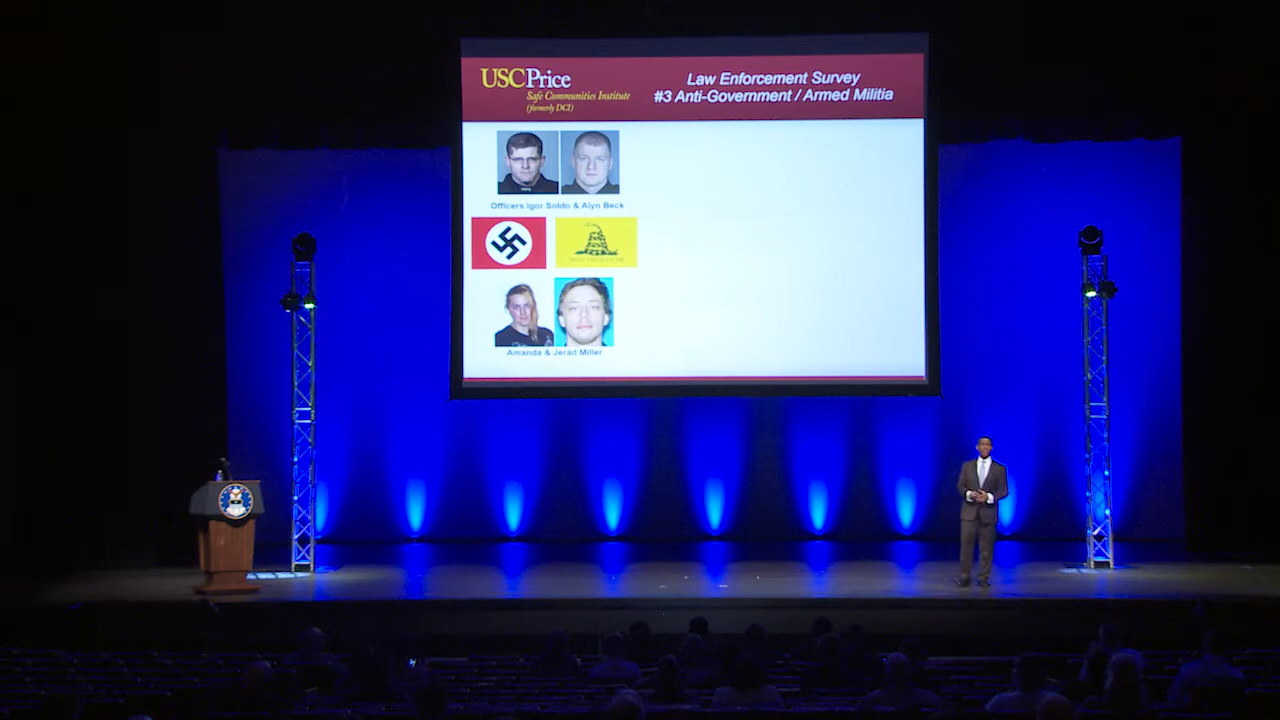 USCPrice
Safe Communities Institute
(formerly DCI)
Law Enforcement Survey
#3 Anti-Government / Armed Militia
Officers Igor Soldo & Alyn Beck
Amanda & Jerad Miller